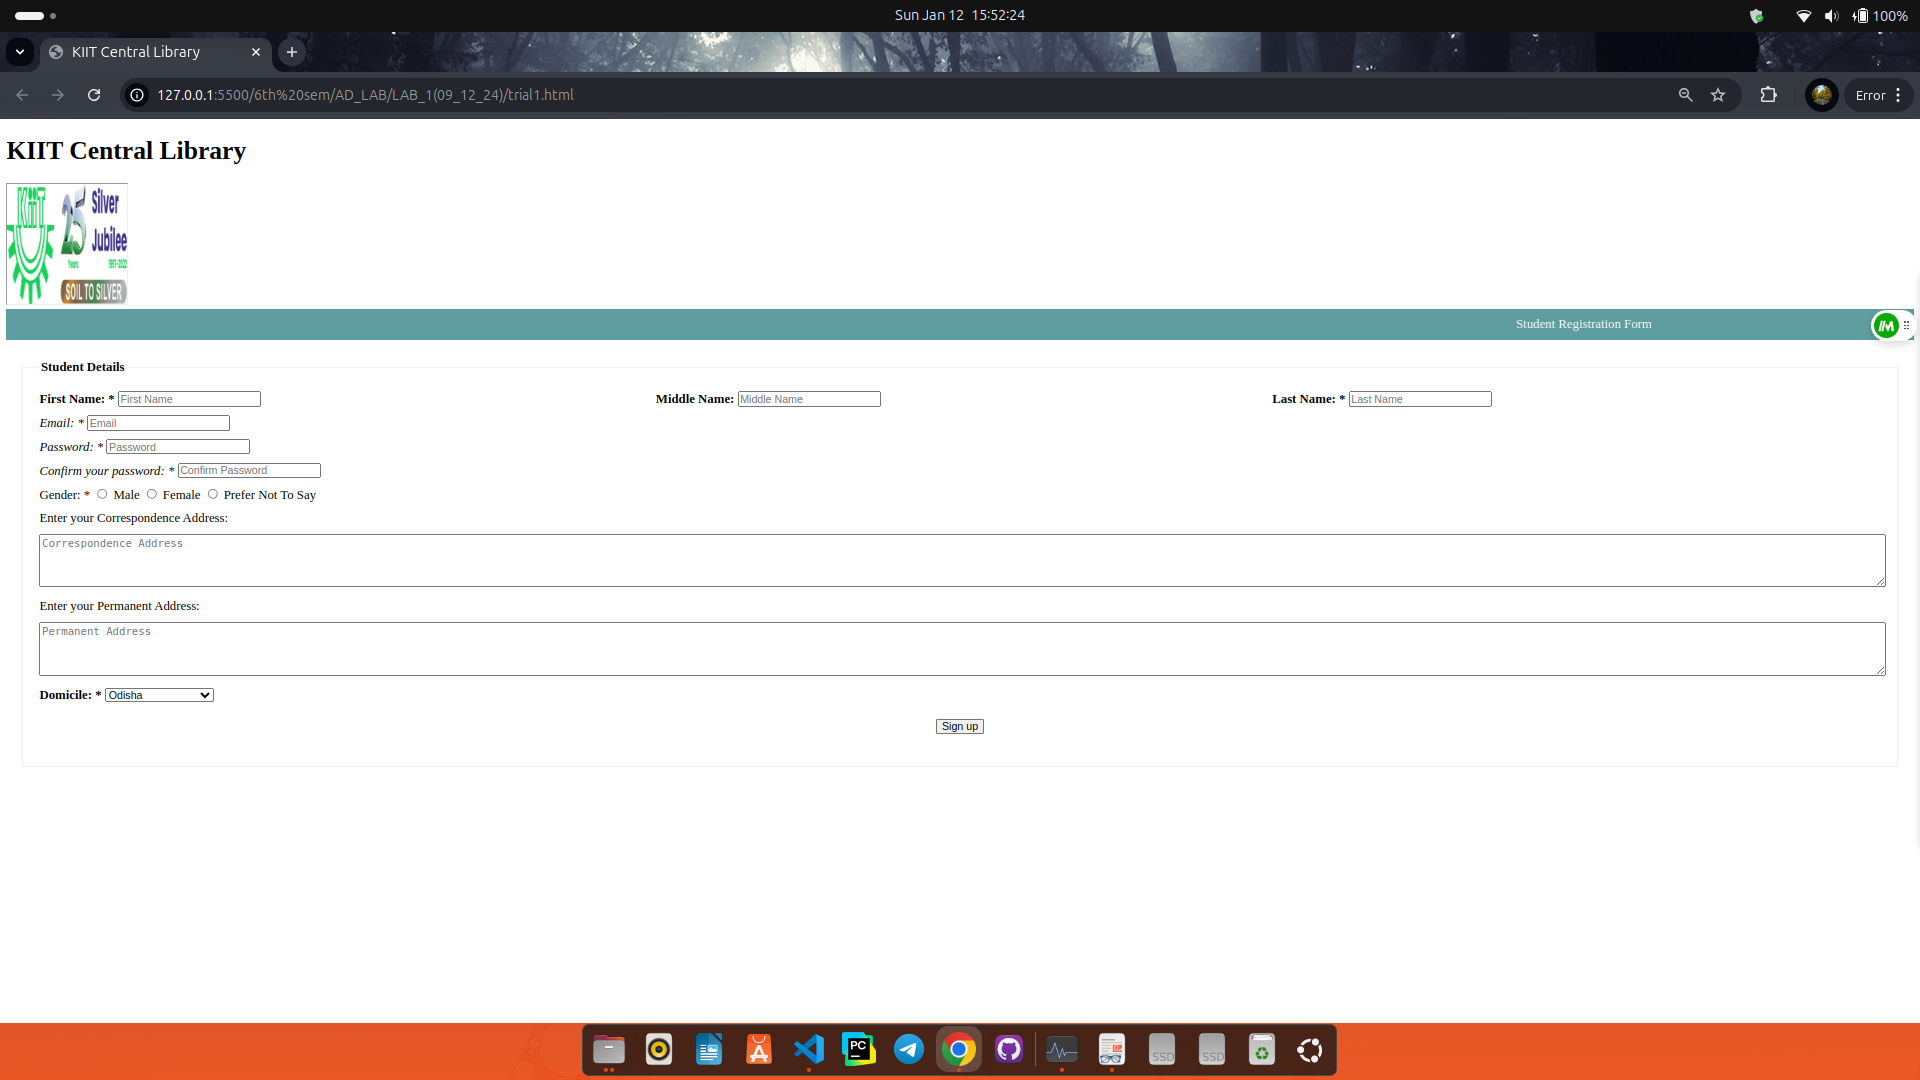 Sun Jan 12 15:52:24
100%
KIIT Central Library
127.0.0.1:5500/6th%20sem/AD_LAB/LAB_1(09_12_24)/trial1.html
Error
KIIT Central Library
KiiT 25 Silver
Jubilee
Years 1997-2022
SOIL TO SILVER
Student Registration Form
Student Details
First Name: * First Name Middle Name: Middle Name Last Name: * Last Name
Email: * Email
Password: * Password
Confirm your password: * Confirm Password
Gender: * Male Female Prefer Not To Say
Enter your Correspondence Address:
Correspondence Address
Enter your Permanent Address:
Permanent Address
Domicile: * Odisha
Sign up
PC SSD SSD